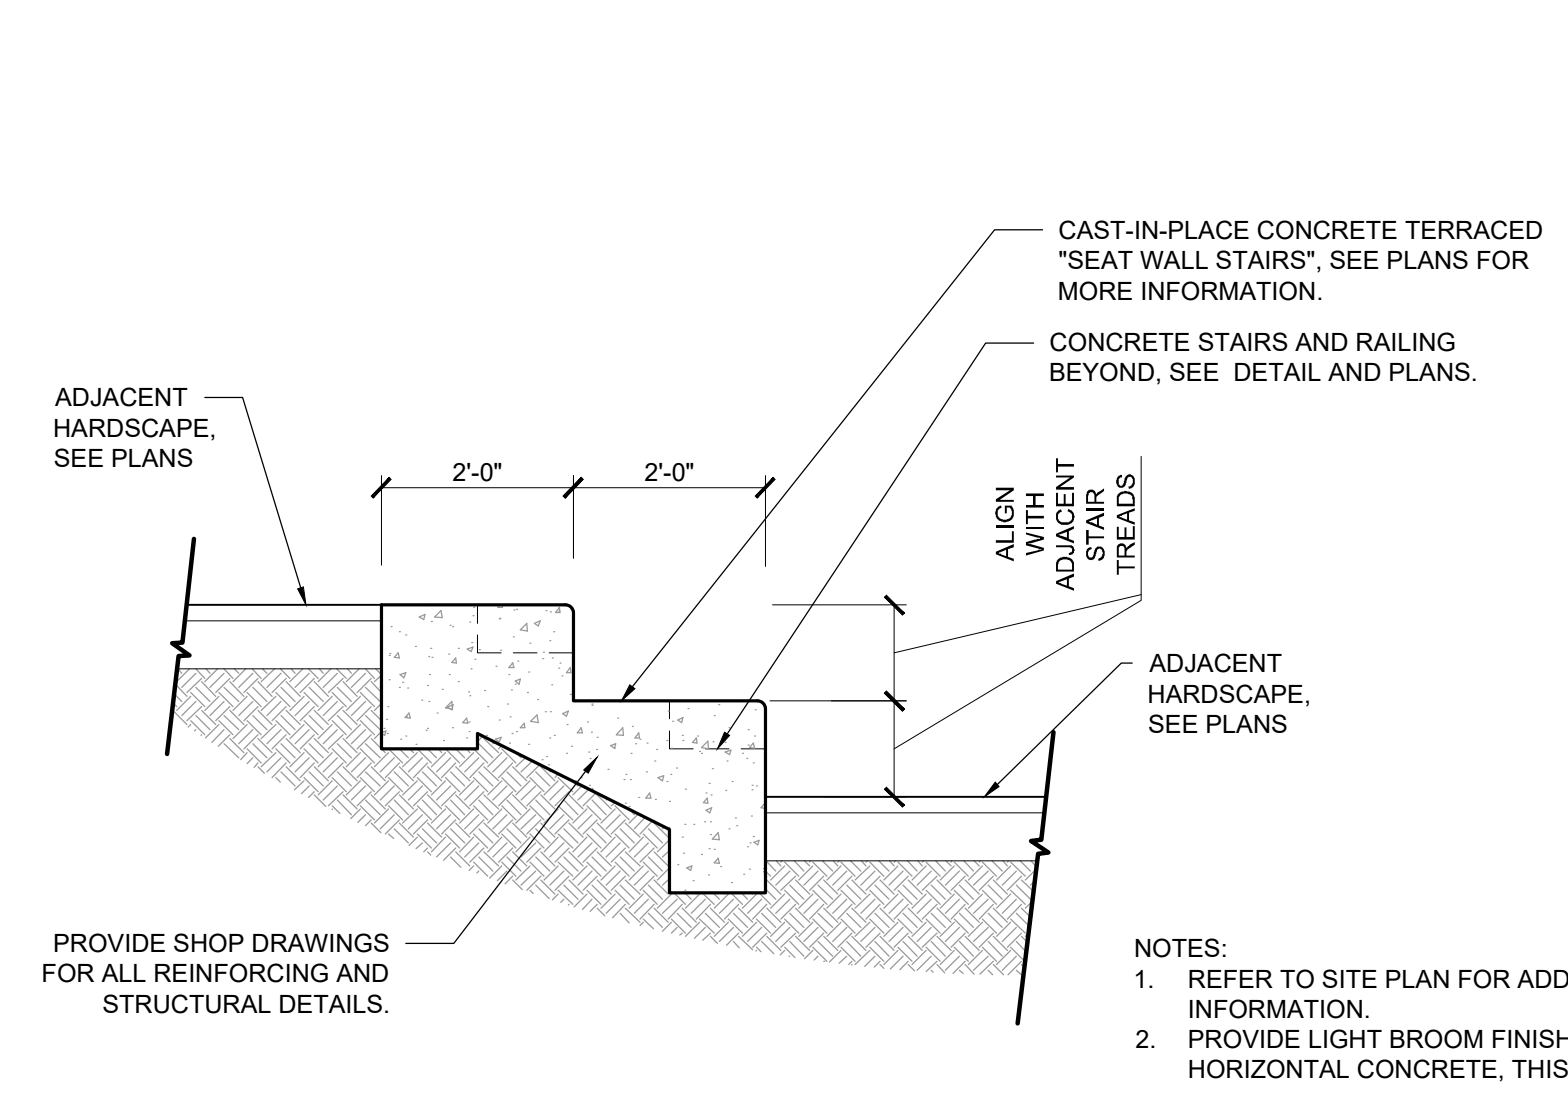 CAST-IN-PLACE CONCRETE TERRACED
"SEAT WALL STAIRS", SEE PLANS FOR
MORE INFORMATION.
CONCRETE STAIRS AND RAILING
BEYOND, SEE DETAIL AND PLANS.
ADJACENT
HARDSCAPE,
SEE PLANS
2'-0"
2'-0"
ALIGN
WITH
ADJACENT
STAIR
TREADS
ADJACENT
HARDSCAPE,
SEE PLANS
PROVIDE SHOP DRAWINGS
FOR ALL REINFORCING AND
STRUCTURAL DETAILS.
NOTES:
1. REFER TO SITE PLAN FOR ADD
INFORMATION.
2. PROVIDE LIGHT BROOM FINISH
HORIZONTAL CONCRETE, THIS